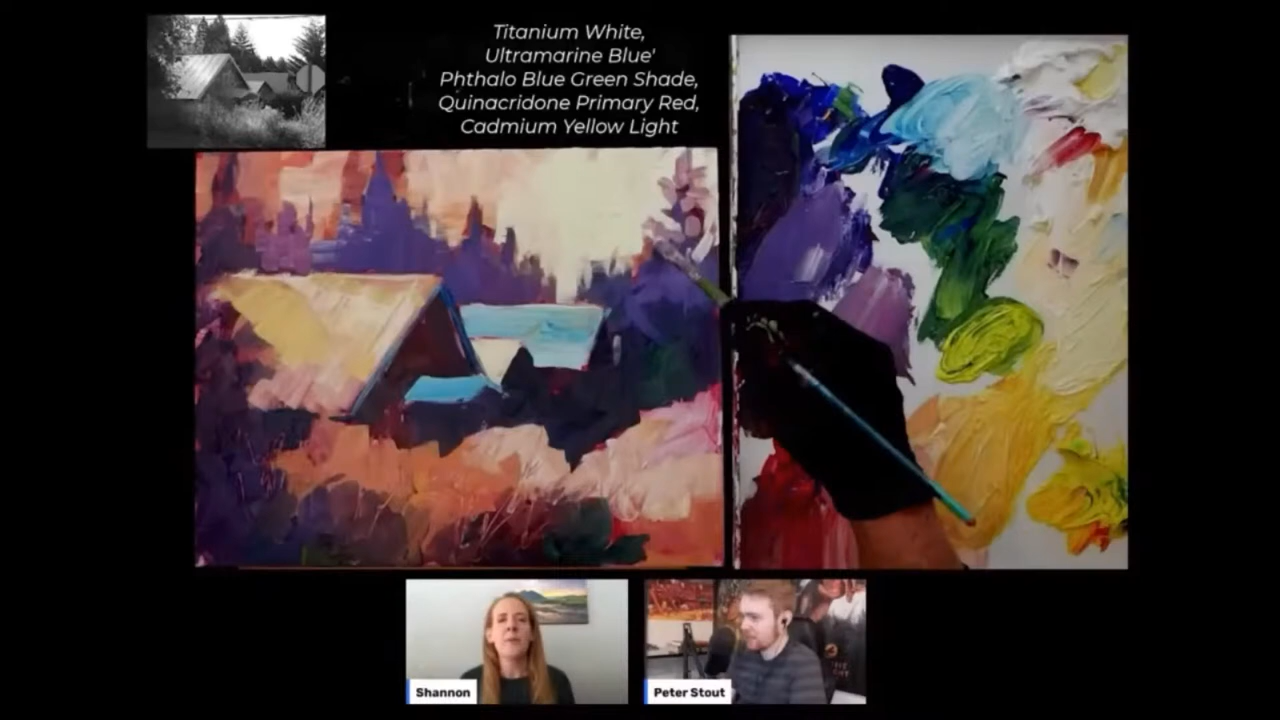 Titanium White,
Ultramarine Blue'
Phthalo Blue Green Shade,
Quinacridone Primary Red,
Cadmium Yellow Light
Shannon
Peter Stout